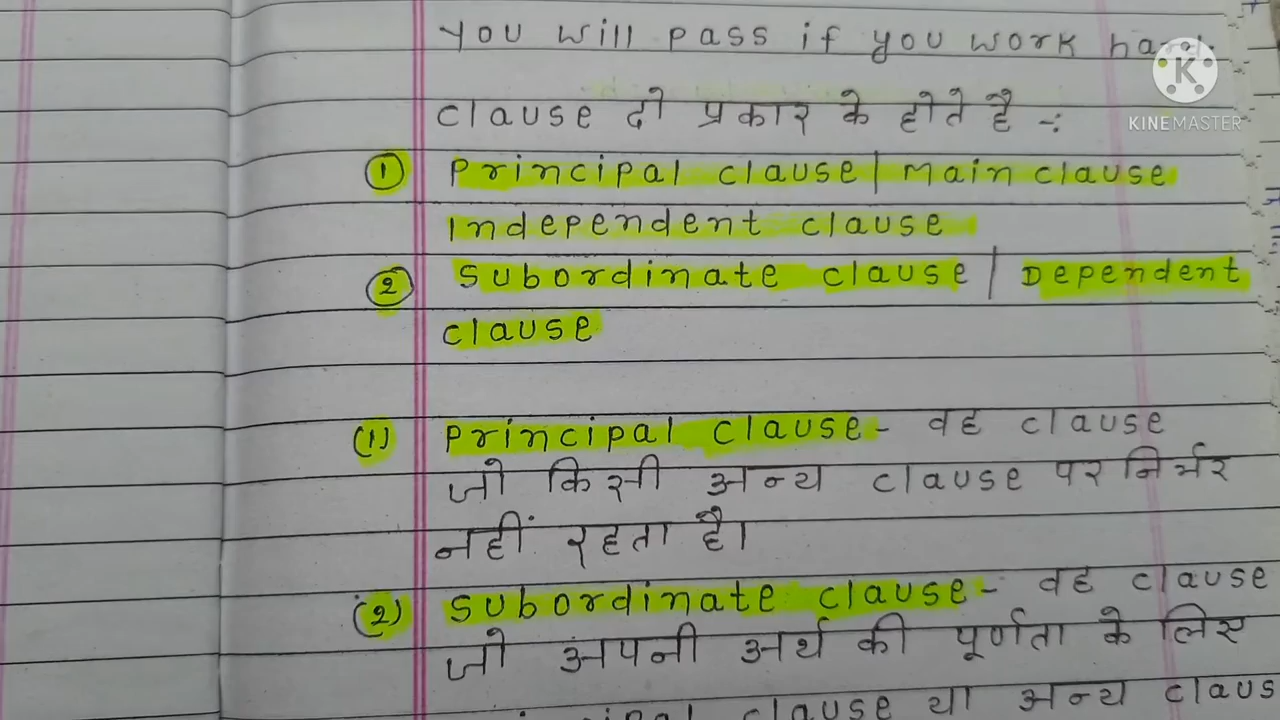 You will pass if you work hard.
K
KINEMASTER
clause दो प्रकार के होते है -:
① Principal clause | Main clause
Independent clause
② Subordinate clause | Dependent
clause
(1) Principal clause - वह clause
जो किसी अन्य clause पर निर्भर
नहीं रहता है।
(2) Subordinate clause - वह clause
जो अपनी अर्थ की पूर्णता के लिए
clause या अन्य